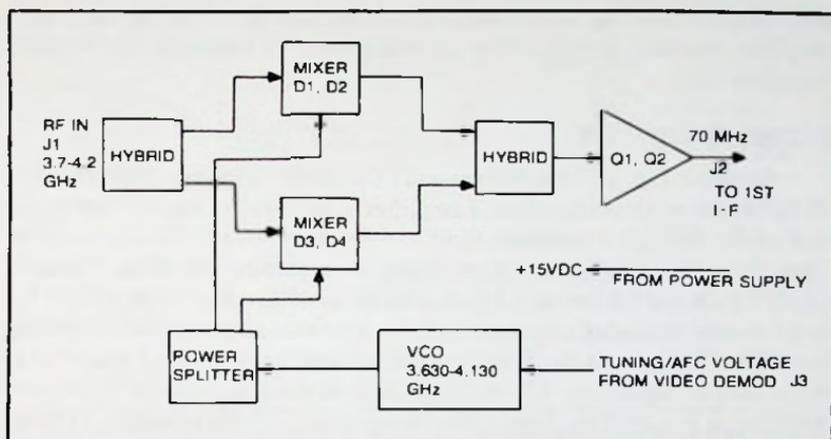 MIXER
D1, D2
RF IN
J1
3.7-4.2
GHz
HYBRID
HYBRID
Q1, Q2
70 MHz
J2
TO 1ST
I-F
MIXER
D3, D4
+15VDC
FROM POWER SUPPLY
POWER
SPLITTER
VCO
3.630-4.130
GHz
TUNING/AFC VOLTAGE
FROM VIDEO DEMOD J3